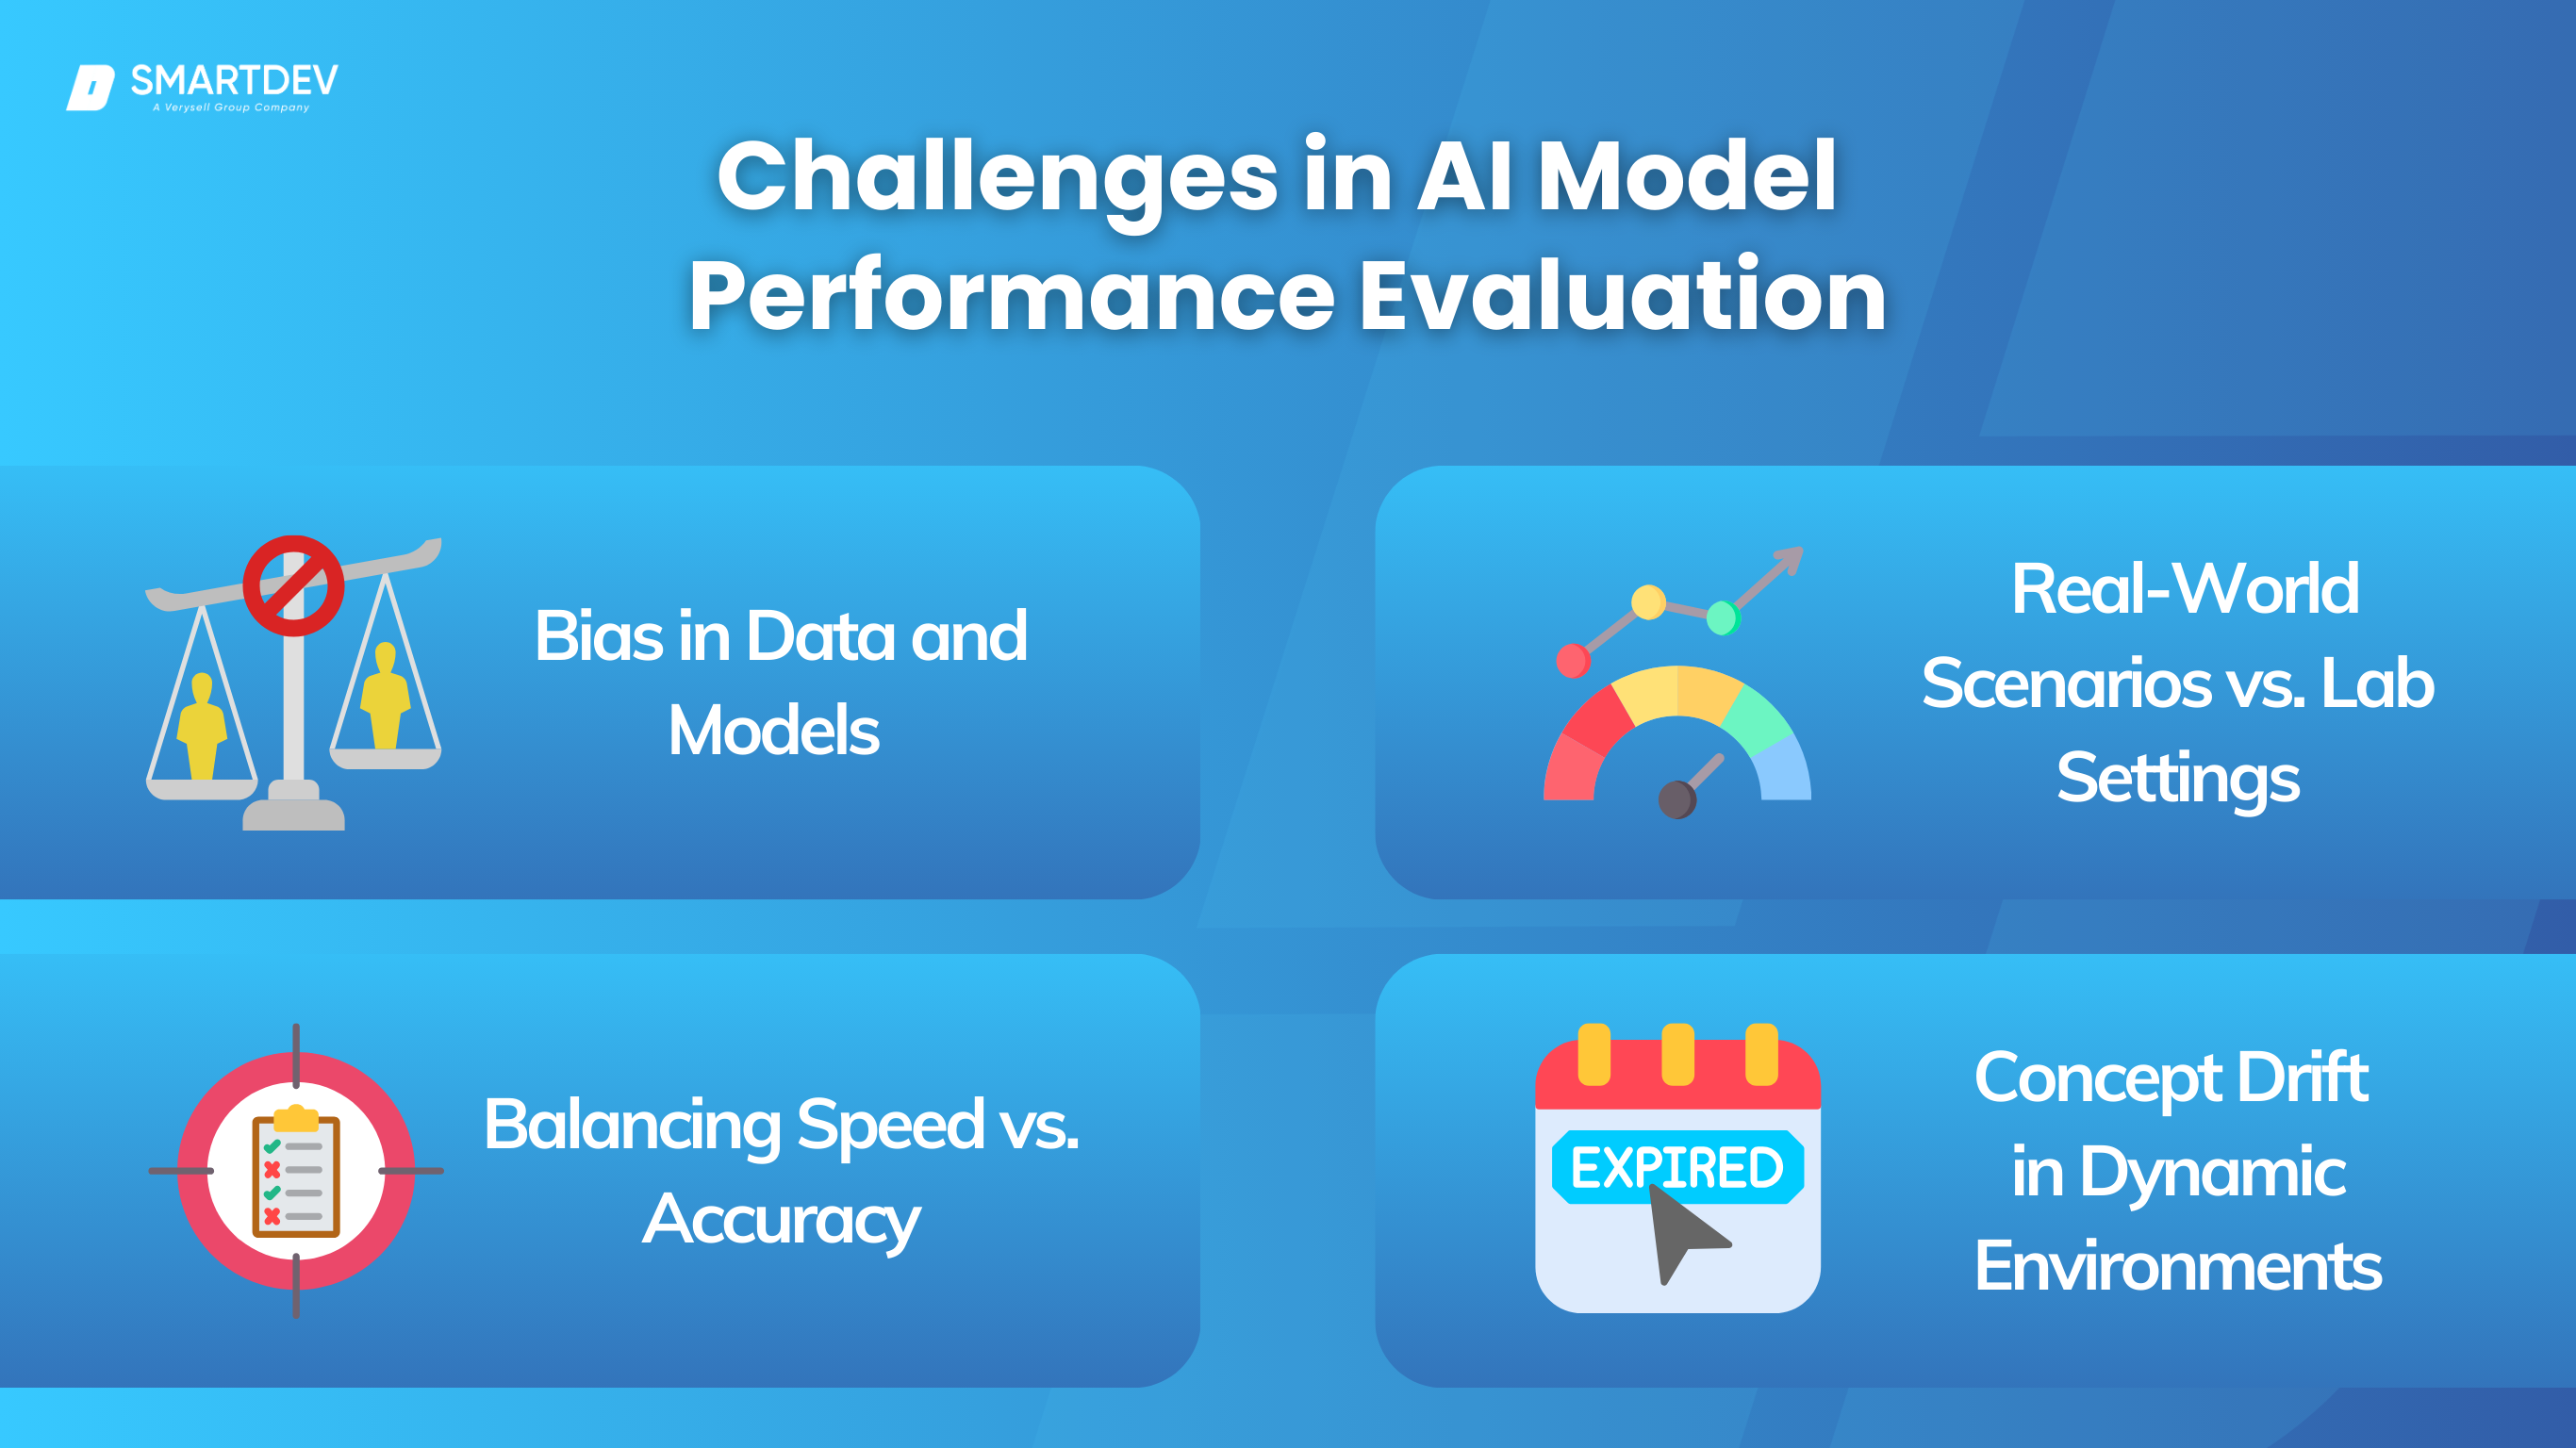 SMARTDEV
A Verysell Group Company
Challenges in AI Model
Performance Evaluation
Bias in Data and
Models
Real-World
Scenarios vs. Lab
Settings
Balancing Speed vs.
Accuracy
EXPIRED
Concept Drift
in Dynamic
Environments